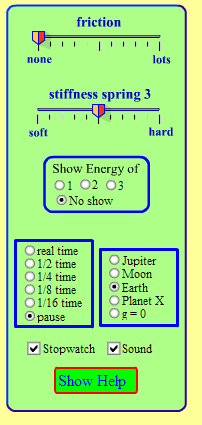 friction
none lots
stiffness spring 3
soft hard
Show Energy of
1 2 3
No show
real time
1/2 time
1/4 time
1/8 time
1/16 time
pause
Jupiter
Moon
Earth
Planet X
g = 0
Stopwatch Sound
Show Help